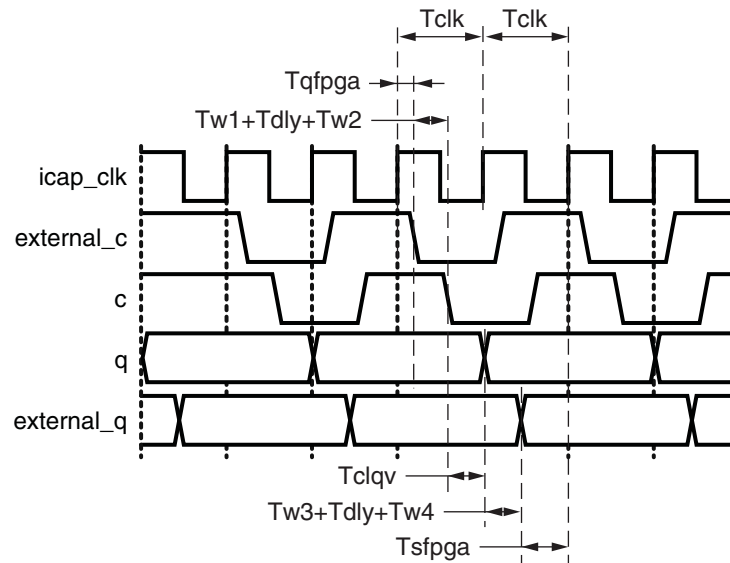 Tclk Tclk
Tqfpga
Tw1+Tdly+Tw2
icap_clk
external_c
c
q
external_q
Tclqv
Tw3+Tdly+Tw4
Tsfpga